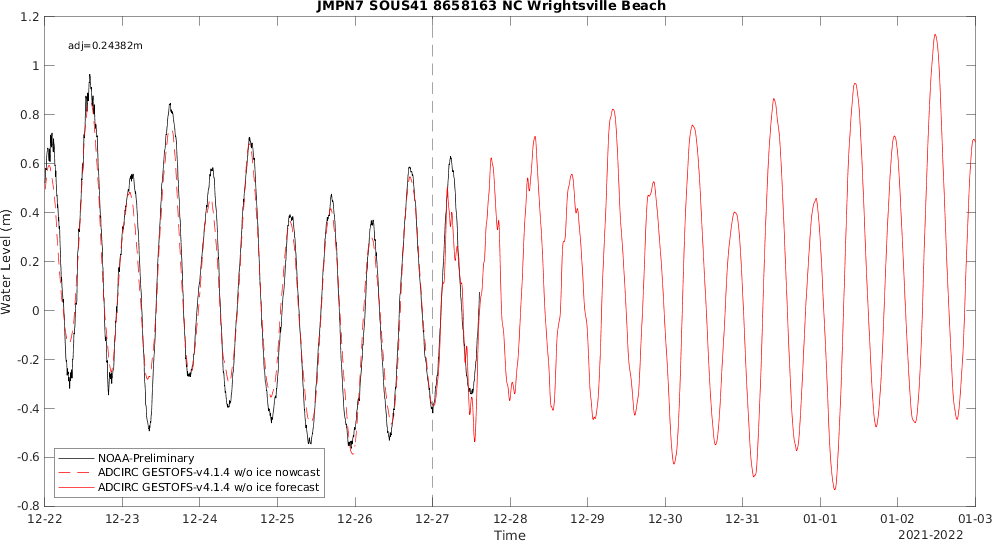 JMPN7 SOUS41 8658163 NC Wrightsville Beach
adj=0.24382m
1.2
1
0.8
0.6
0.4
0.2
0
-0.2
-0.4
-0.6
-0.8
Water Level (m)
NOAA-Preliminary
ADCIRC GESTOFS-v4.1.4 w/o ice nowcast
ADCIRC GESTOFS-v4.1.4 w/o ice forecast
12-22 12-23 12-24 12-25 12-26 12-27 12-28 12-29 12-30 12-31 01-01 01-02 01-03
Time
2021-2022